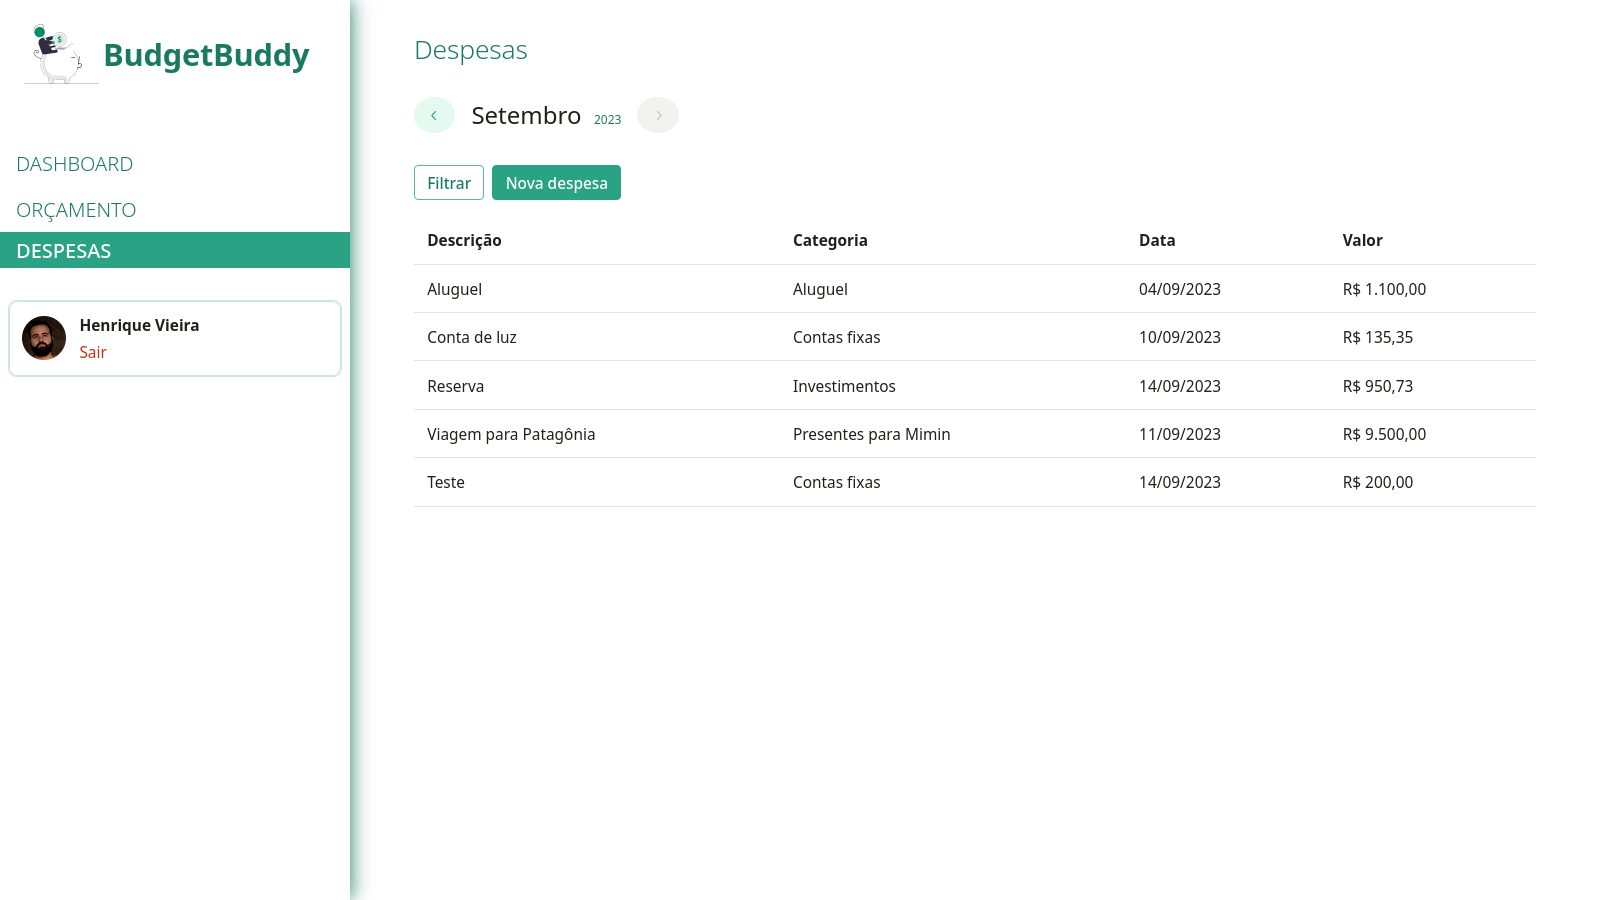 BudgetBuddy
DASHBOARD
ORÇAMENTO
DESPESAS
Henrique Vieira
Sair
Despesas
Setembro 2023
Filtrar Nova despesa
Descrição Categoria Data Valor
Aluguel Aluguel 04/09/2023 R$ 1.100,00
Conta de luz Contas fixas 10/09/2023 R$ 135,35
Reserva Investimentos 14/09/2023 R$ 950,73
Viagem para Patagônia Presentes para Mimin 11/09/2023 R$ 9.500,00
Teste Contas fixas 14/09/2023 R$ 200,00